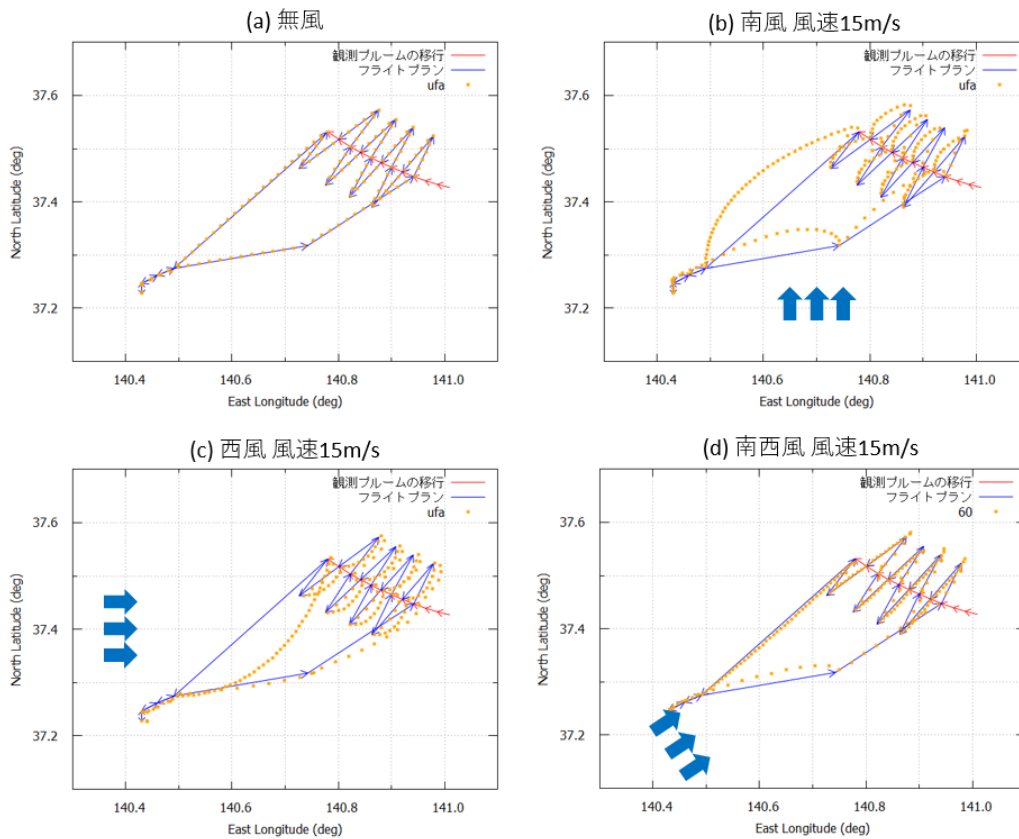 (a) 無風
観測プルームの移行
フライトプラン
ufa
37.6
37.4
37.2
North Latitude (deg)
140.4 140.6 140.8 141.0
East Longitude (deg)
(b) 南風 風速15m/s
観測プルームの移行
フライトプラン
ufa
37.6
37.4
37.2
North Latitude (deg)
140.4 140.6 140.8 141.0
East Longitude (deg)
(c) 西風 風速15m/s
観測プルームの移行
フライトプラン
ufa
37.6
37.4
37.2
North Latitude (deg)
140.4 140.6 140.8 141.0
East Longitude (deg)
(d) 南西風 風速15m/s
観測プルームの移行
フライトプラン
60
37.6
37.4
37.2
North Latitude (deg)
140.4 140.6 140.8 141.0
East Longitude (deg)